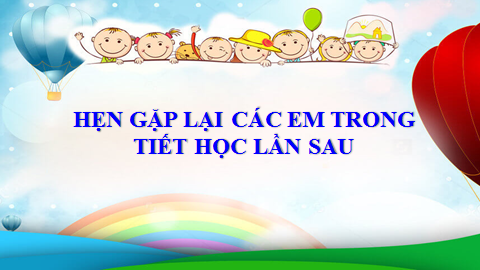 HẸN GẶP LẠI CÁC EM TRONG
TIẾT HỌC LẦN SAU